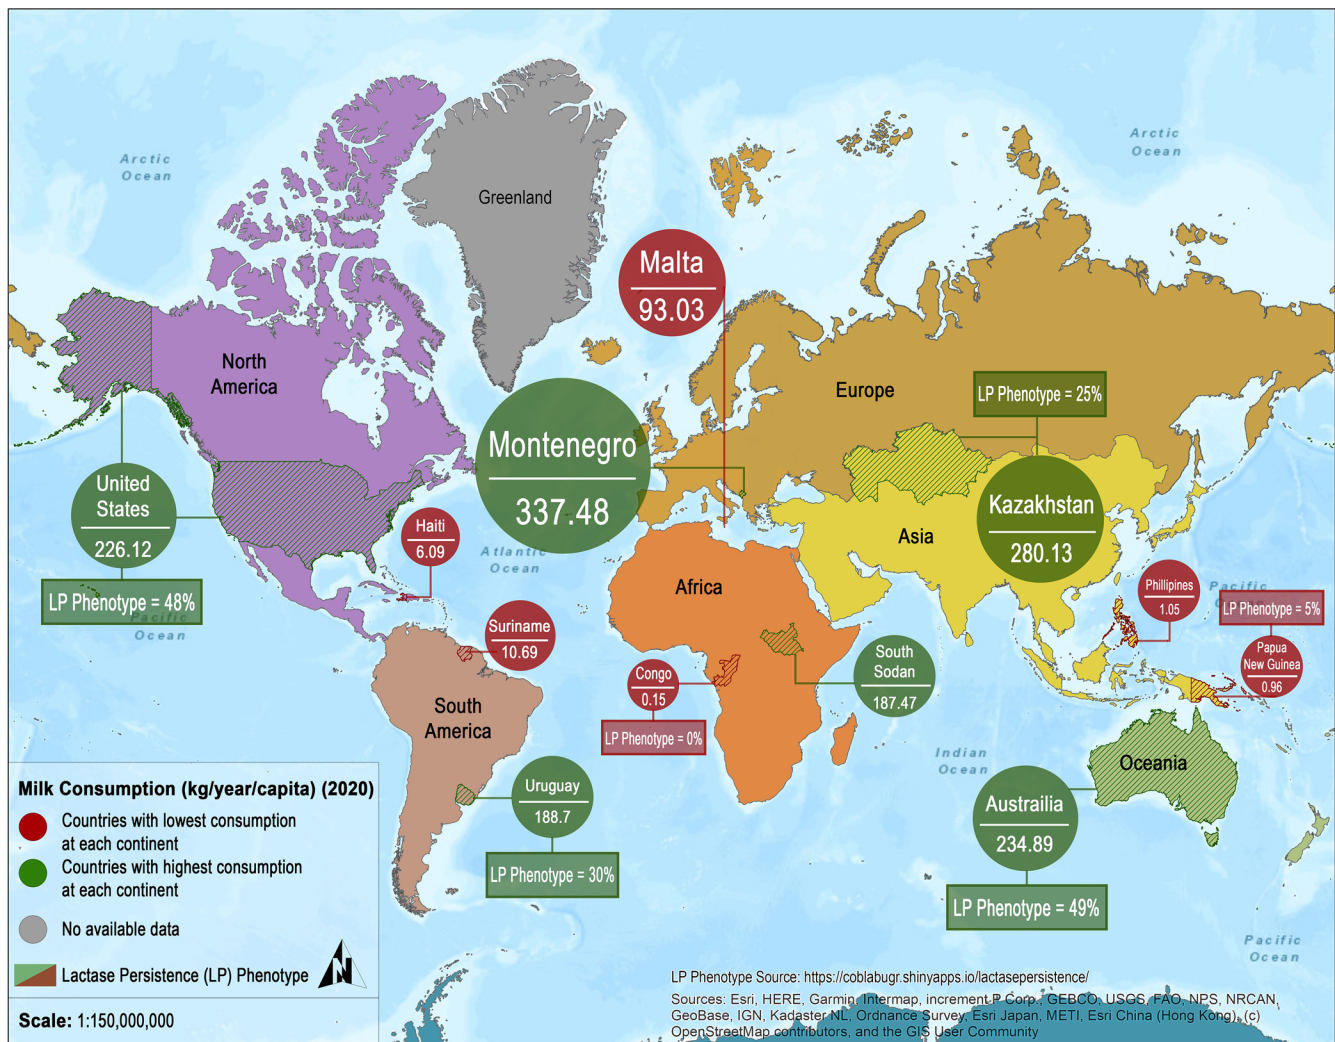 Arctic
Ocean
Arctic
Ocean
Greenland
Malta
93.03
North
America
Europe
LP Phenotype = 25%
Montenegro
337.48
United
States
226.12
LP Phenotype = 48%
Pacific
Ocean
Haiti
6.09
Atlantic
Ocean
Kazakhstan
280.13
Asia
Africa
Phillipines
1.05
Pacific
LP Phenotype = 5%
Papua
New Guinea
0.96
Suriname
10.69
South
America
Congo
0.15
LP Phenotype = 0%
South
Sodan
187.47
Indian
Ocean
Oceania
Uruguay
188.7
LP Phenotype = 30%
Austrailia
234.89
LP Phenotype = 49%
Pacific
Ocean
Milk Consumption (kg/year/capita) (2020)
Countries with lowest consumption
at each continent
Countries with highest consumption
at each continent
No available data
Lactase Persistence (LP) Phenotype
N
Scale: 1:150,000,000
LP Phenotype Source: https://coblabugr.shinyapps.io/lactasepersistence/
Sources: Esri, HERE, Garmin, Intermap, increment P Corp., GEBCO, USGS, FAO, NPS, NRCAN,
GeoBase, IGN, Kadaster NL, Ordnance Survey, Esri Japan, METI, Esri China (Hong Kong), (c)
OpenStreetMap contributors, and the GIS User Community